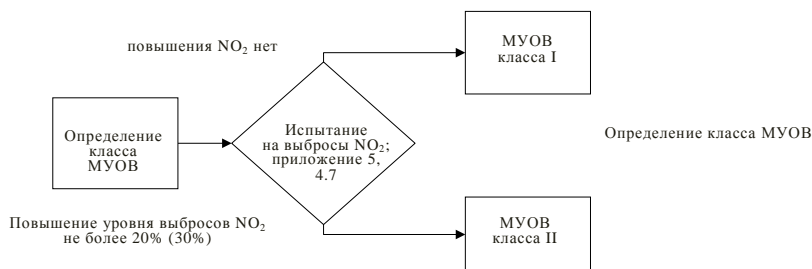 повышения NO₂ нет
МУОВ
класса I
Определение
класса
МУОВ
Испытание
на выбросы NO₂;
приложение 5,
4.7
Определение класса МУОВ
Повышение уровня выбросов NO₂
не более 20% (30%)
МУОВ
класса II